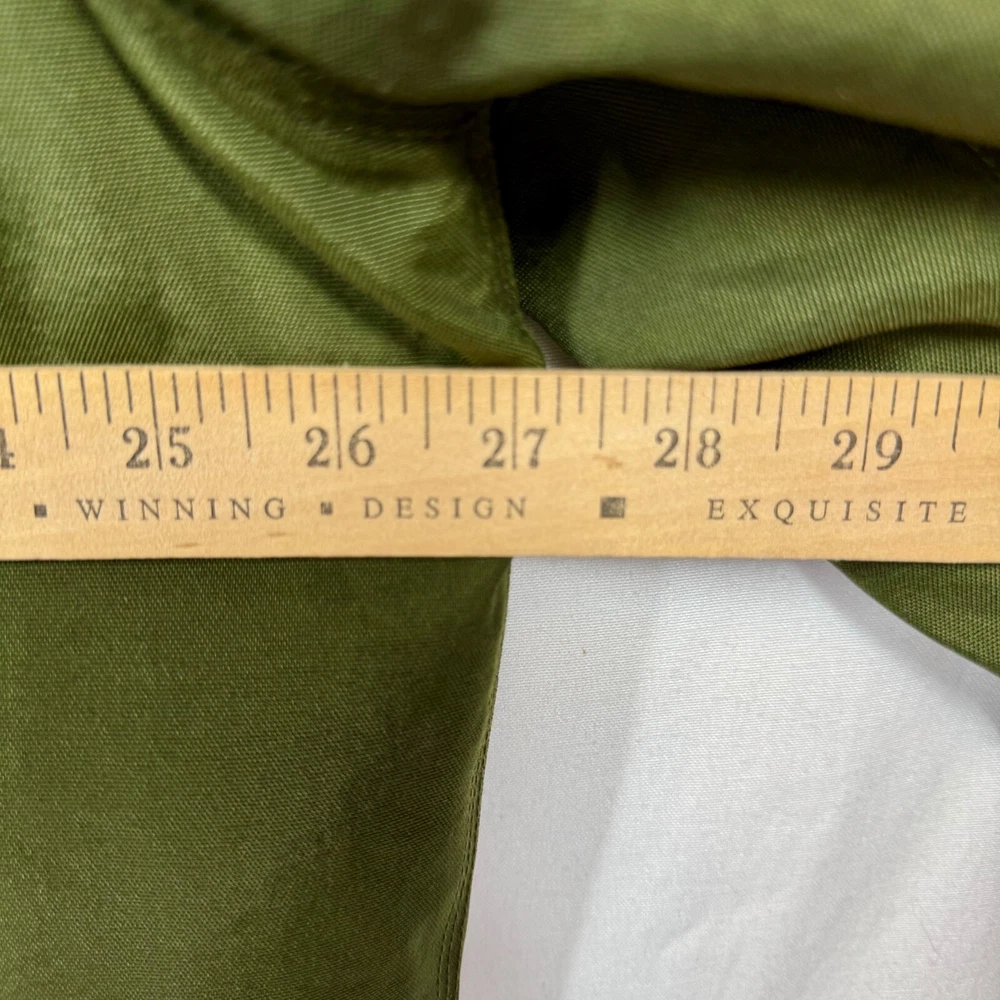 4 25 26 27 28 29
WINNING DESIGN EXQUISITE